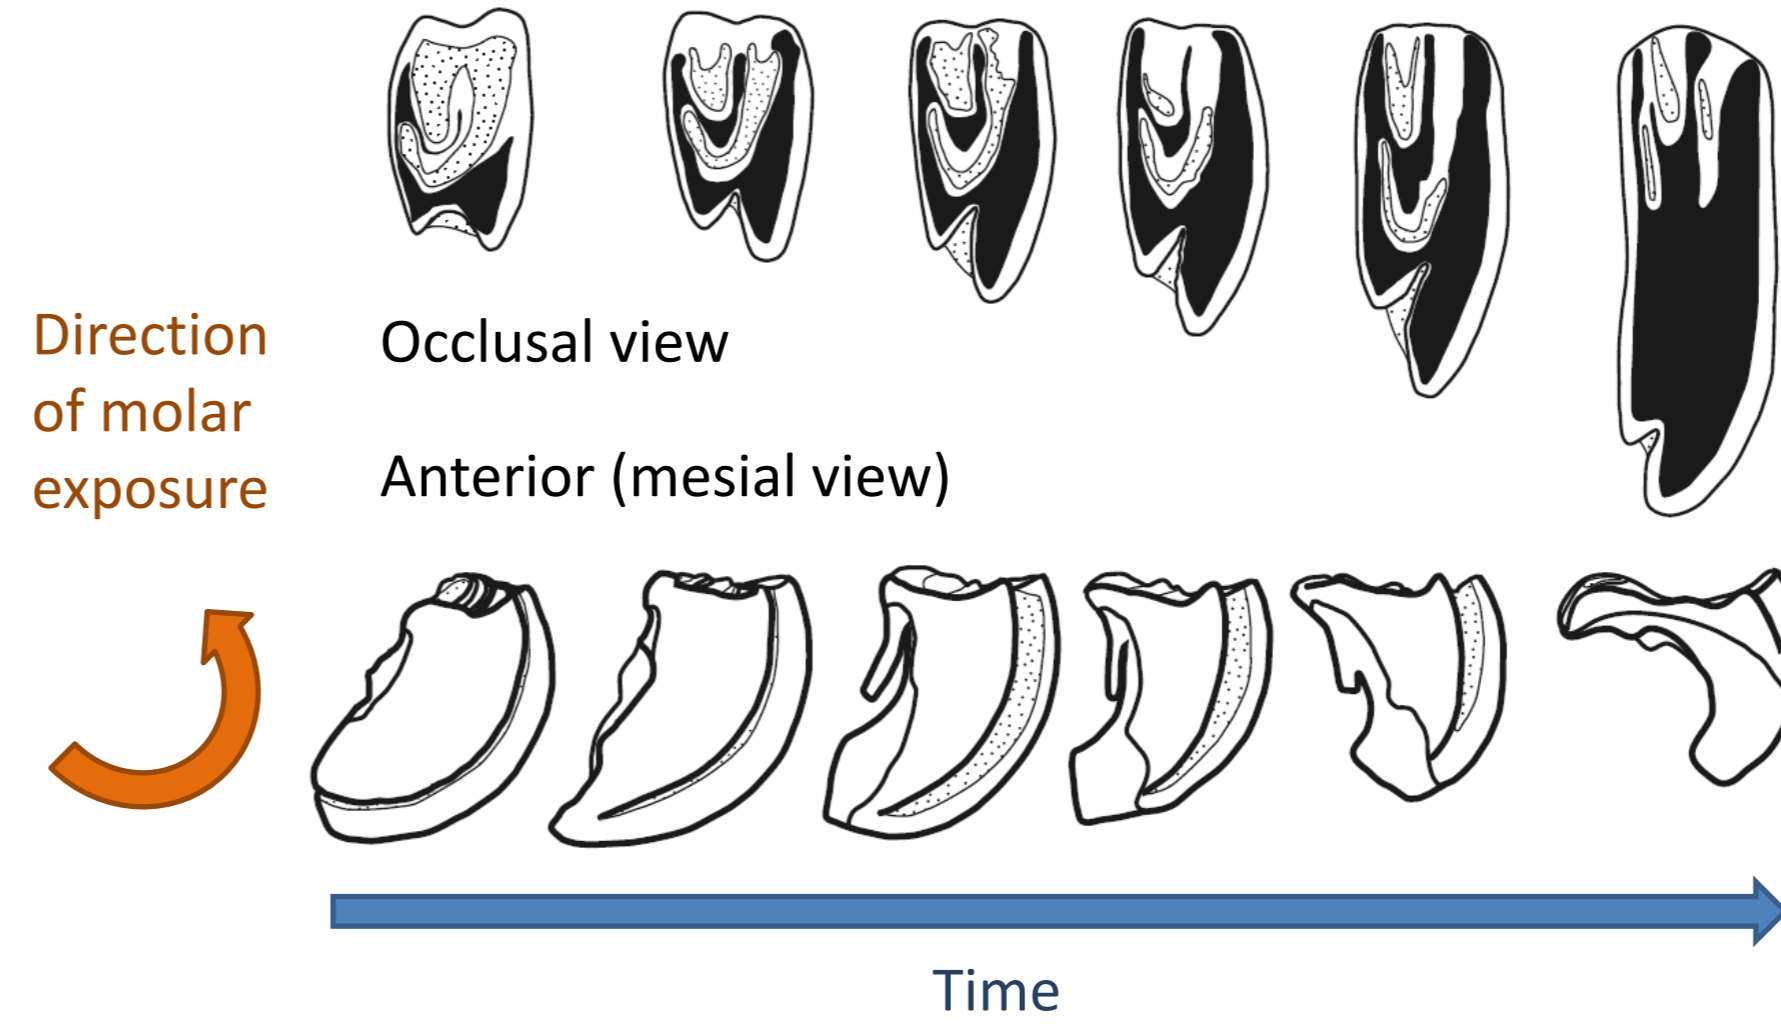 Direction
of molar
exposure
Occlusal view
Anterior (mesial view)
Time